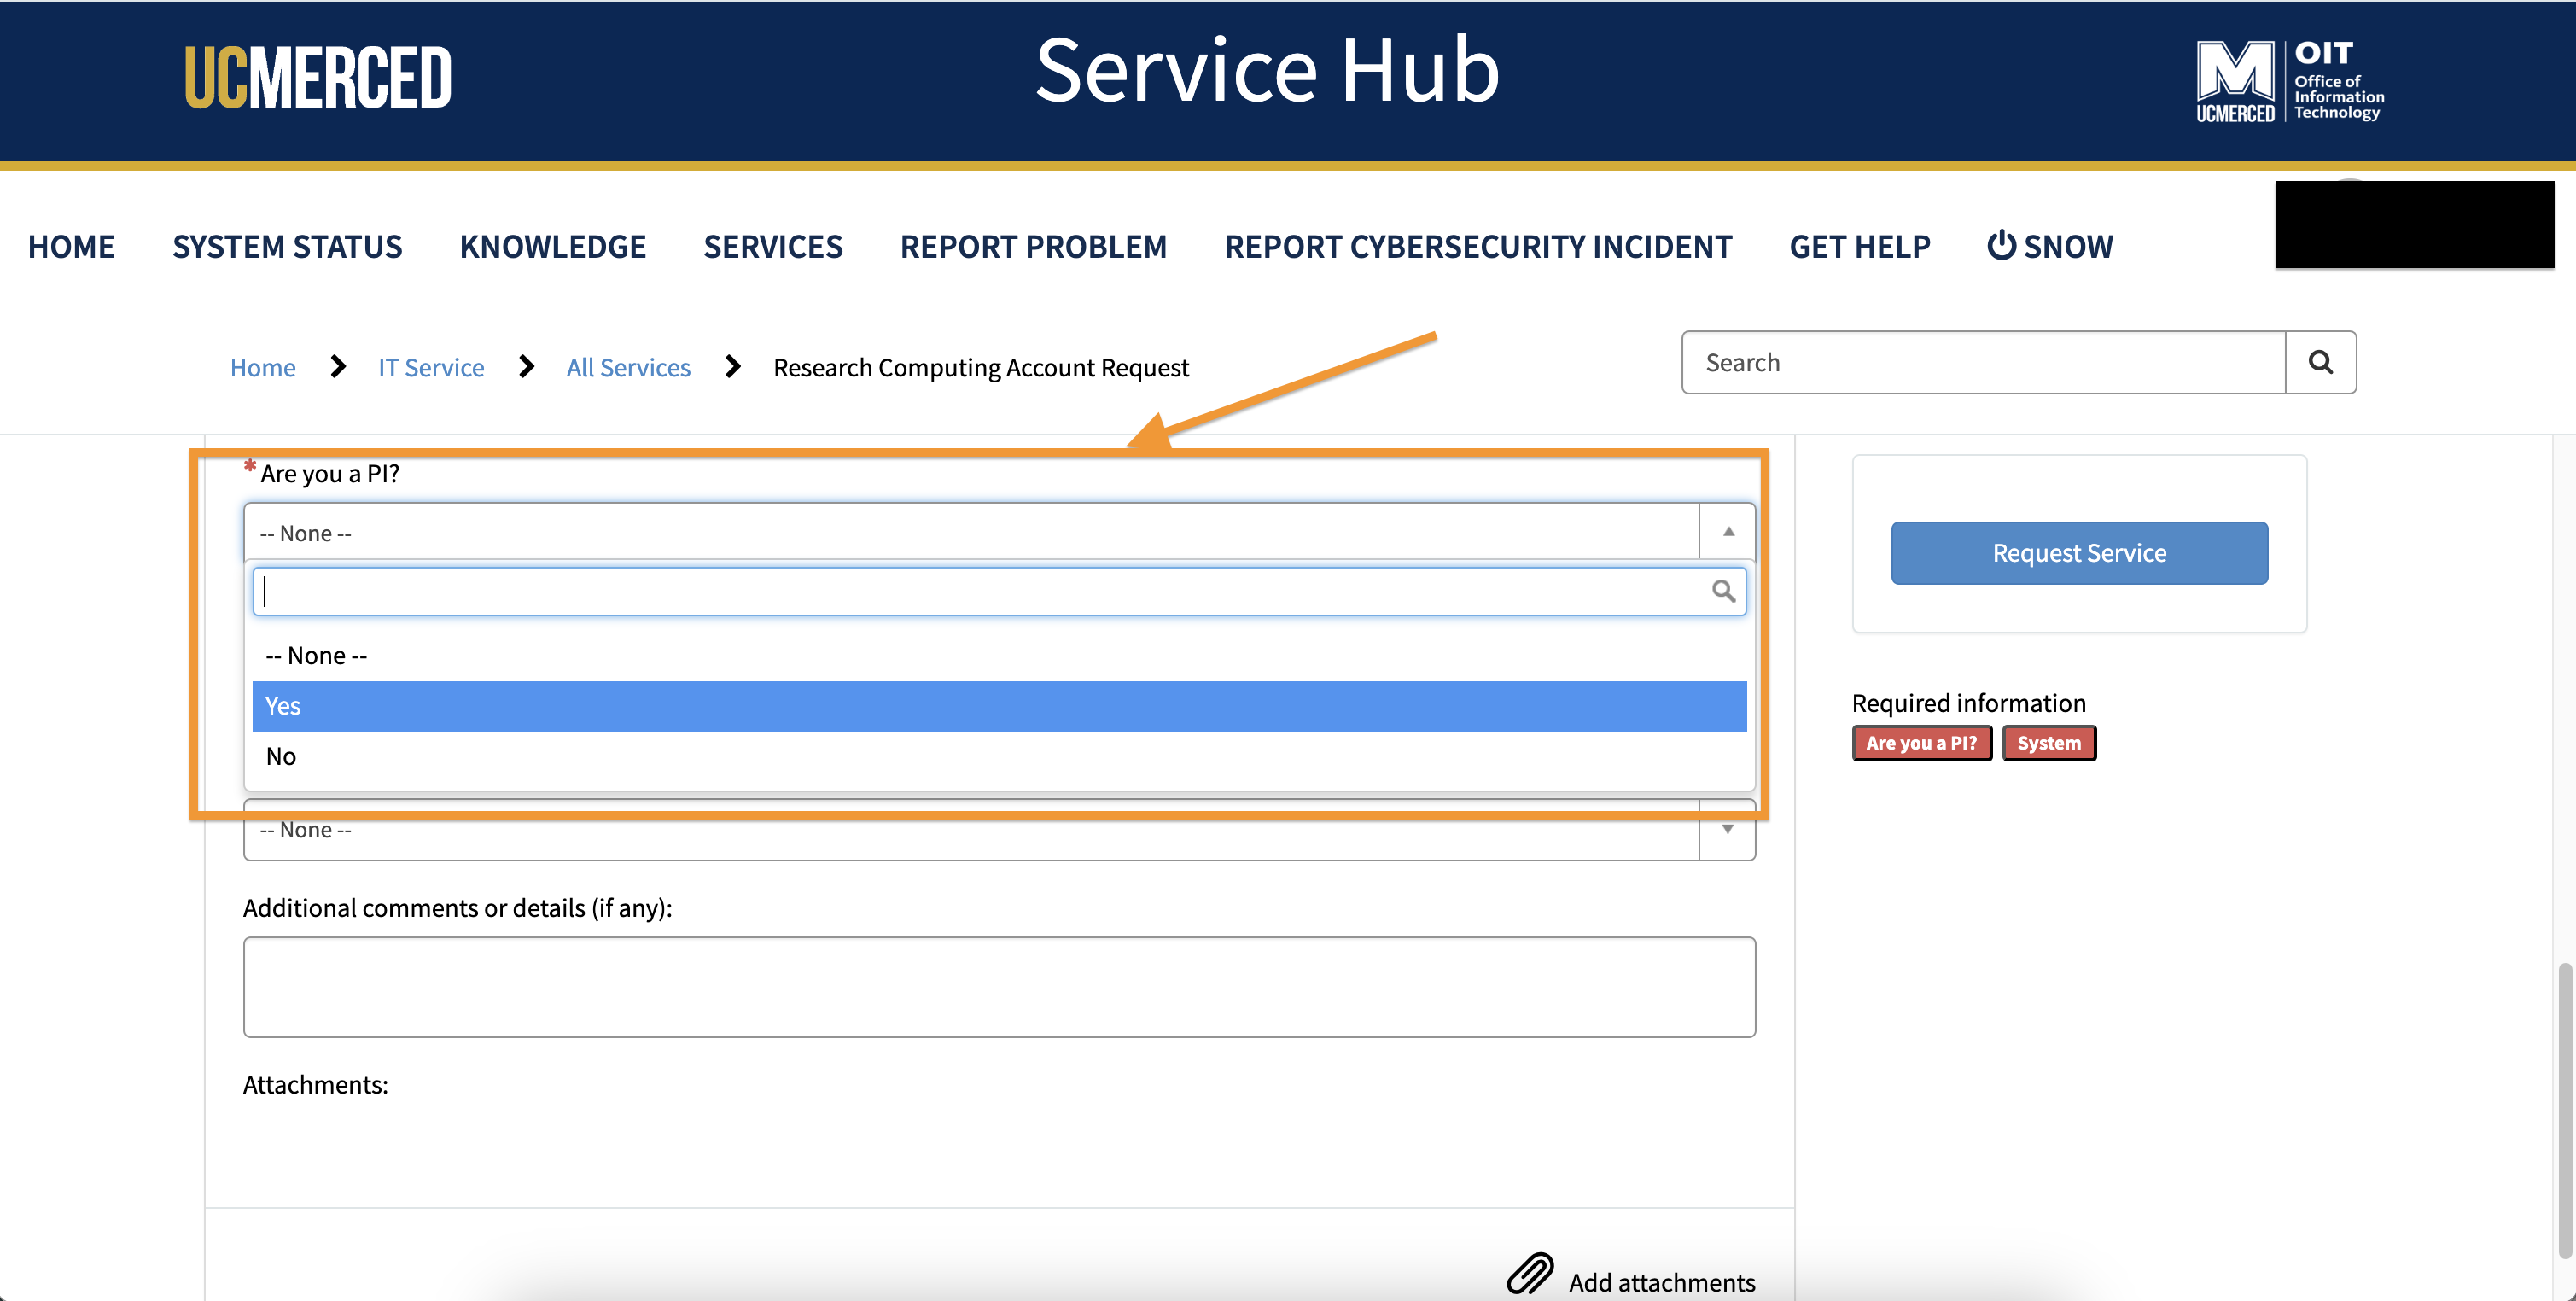 UCMERCED
Service Hub
UCMERCED
OIT
Office of
Information
Technology
HOME SYSTEM STATUS KNOWLEDGE SERVICES REPORT PROBLEM REPORT CYBERSECURITY INCIDENT GET HELP SNOW
Home IT Service All Services Research Computing Account Request
Search
* Are you a PI?
-- None --
-- None --
Yes
No
-- None --
Additional comments or details (if any):
Attachments:
Add attachments
Request Service
Required information
Are you a PI? System